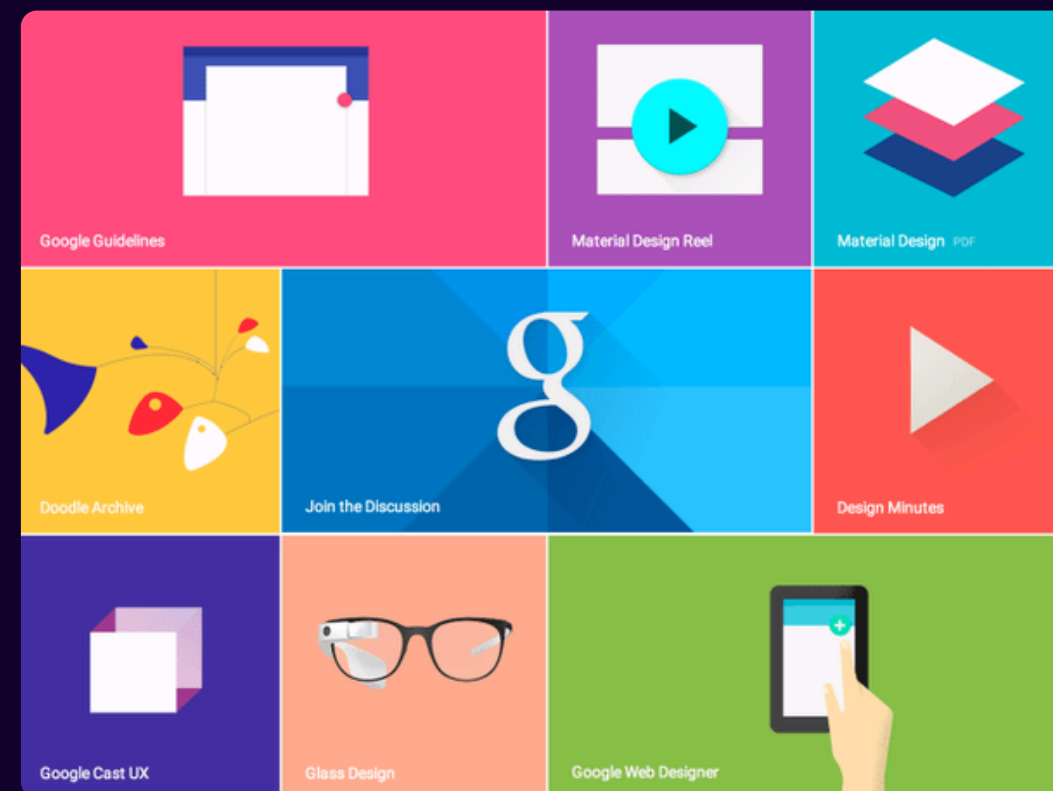 Google Guidelines
Material Design Reel
Material Design PDF
g
Doodle Archive
Join the Discussion
Design Minutes
Google Cast UX
Glass Design
Google Web Designer